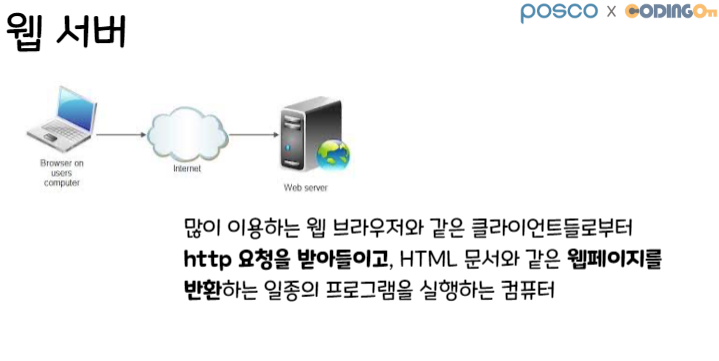 posco x CODINGOn
웹 서버
Browser on
users
computer
Internet
Web server
많이 이용하는 웹 브라우저와 같은 클라이언트들로부터
http 요청을 받아들이고, HTML 문서와 같은 웹페이지를
반환하는 일종의 프로그램을 실행하는 컴퓨터